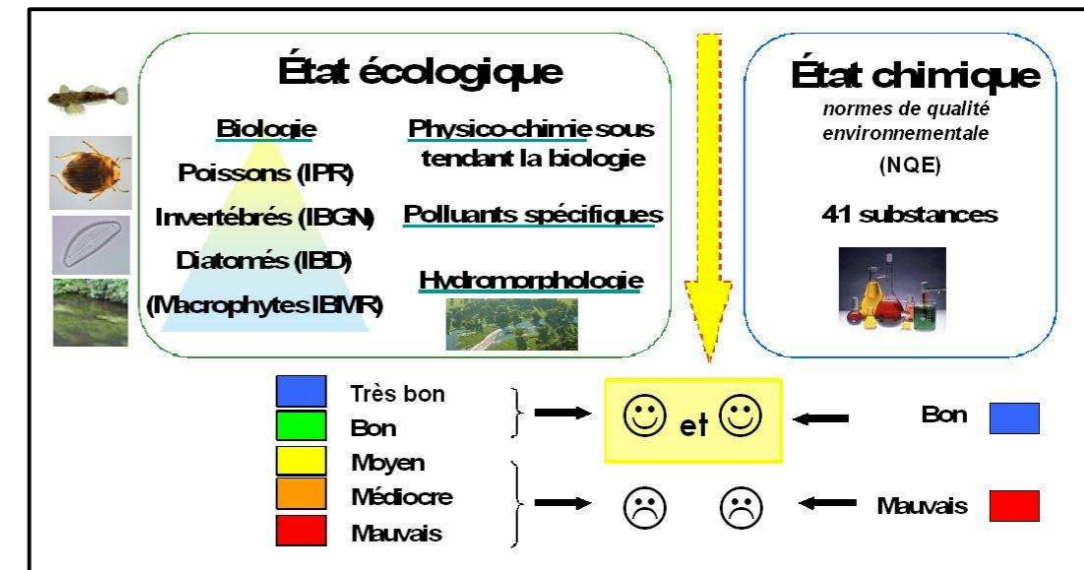 État écologique
Biologie
Poissons (IPR)
Invertébrés (IBGN)
Diatomés (IBD)
(Macrophytes IBMR)
Physico-chimie sous
tendant la biologie
Polluants spécifiques
Hydromorphologie
État chimique
normes de qualité
environnementale
(NQE)
41 substances
Très bon
Bon
Moyen
Médiocre
Mauvais
et
Bon
Mauvais